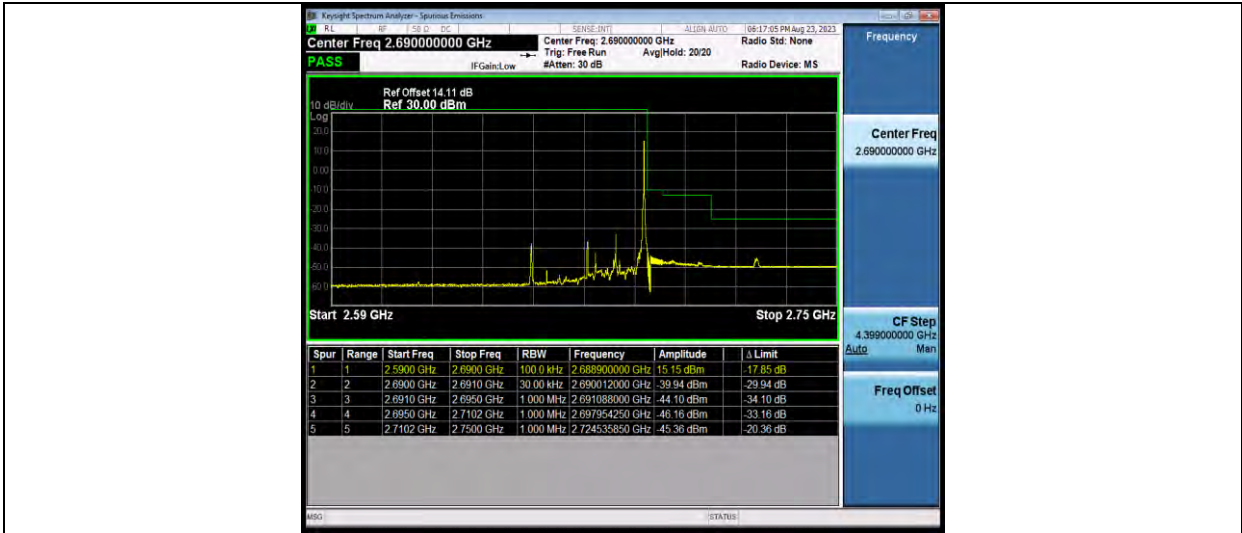 Keysight Spectrum Analyzer - Spurious Emissions
RL RF 50 Ω DC SENSE:INT ALIGN AUTO 06:17:05 PM Aug 23, 2023
Center Freq 2.690000000 GHz Center Freq: 2.690000000 GHz Radio Std: None Frequency
Trig: Free Run Avg|Hold: 20/20
PASS IFGain:Low #Atten: 30 dB Radio Device: MS
Ref Offset 14.11 dB
10 dB/div Ref 30.00 dBm
Log
20.0
10.0
0.00
-10.0
-20.0
-30.0
-40.0
-50.0
-60.0
Start 2.59 GHz Stop 2.75 GHz
Center Freq
2.690000000 GHz
CF Step
4.399000000 GHz
Auto Man
Freq Offset
0 Hz
Spur Range Start Freq Stop Freq RBW Frequency Amplitude Δ Limit
1 1 2.5900 GHz 2.6900 GHz 100.0 kHz 2.688900000 GHz 15.15 dBm -17.85 dB
2 2 2.6900 GHz 2.6910 GHz 30.00 kHz 2.690012000 GHz -39.94 dBm -29.94 dB
3 3 2.6910 GHz 2.6950 GHz 1.000 MHz 2.691088000 GHz -44.10 dBm -34.10 dB
4 4 2.6950 GHz 2.7102 GHz 1.000 MHz 2.697954250 GHz -46.16 dBm -33.16 dB
5 5 2.7102 GHz 2.7500 GHz 1.000 MHz 2.724535850 GHz -45.36 dBm -20.36 dB
MSG STATUS